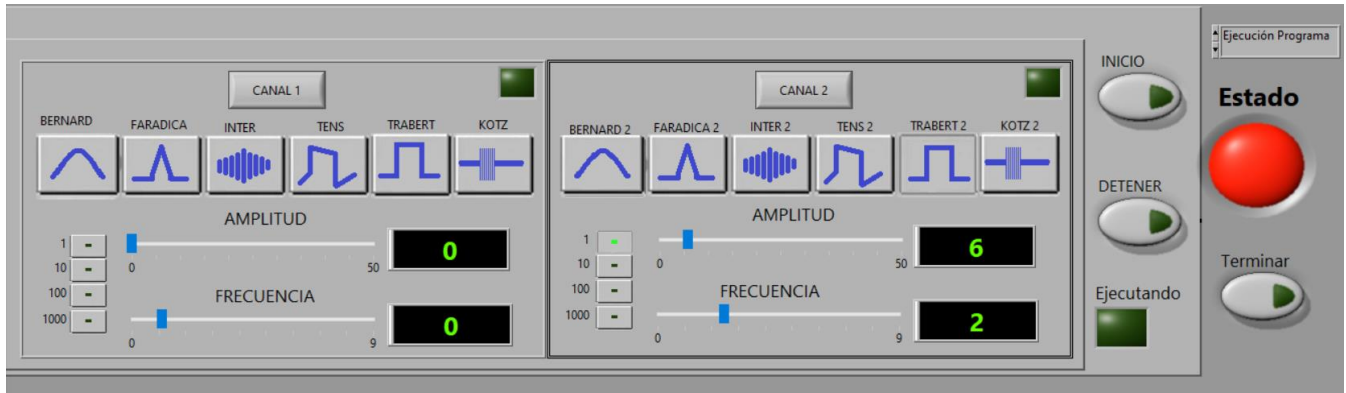 Ejecución Programa
CANAL 1
BERNARD
FARADICA
INTER
TENS
TRABERT
KOTZ
AMPLITUD
1
10
100
1000
0
50
0
FRECUENCIA
0
9
0
CANAL 2
BERNARD 2
FARADICA 2
INTER 2
TENS 2
TRABERT 2
KOTZ 2
AMPLITUD
1
10
100
1000
0
50
6
FRECUENCIA
0
9
2
INICIO
DETENER
Ejecutando
Estado
Terminar